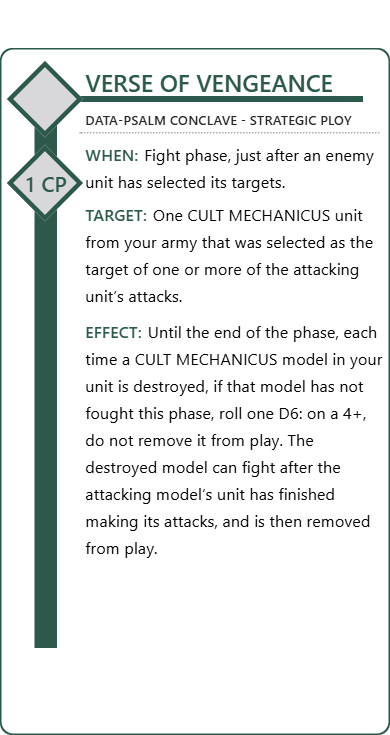 VERSE OF VENGEANCE
DATA-PSALM CONCLAVE - STRATEGIC PLOY
WHEN: Fight phase, just after an enemy
1 CP
unit has selected its targets.
TARGET: One CULT MECHANICUS unit
from your army that was selected as the
target of one or more of the attacking
unit’s attacks.
EFFECT: Until the end of the phase, each
time a CULT MECHANICUS model in your
unit is destroyed, if that model has not
fought this phase, roll one D6: on a 4+,
do not remove it from play. The
destroyed model can fight after the
attacking model’s unit has finished
making its attacks, and is then removed
from play.